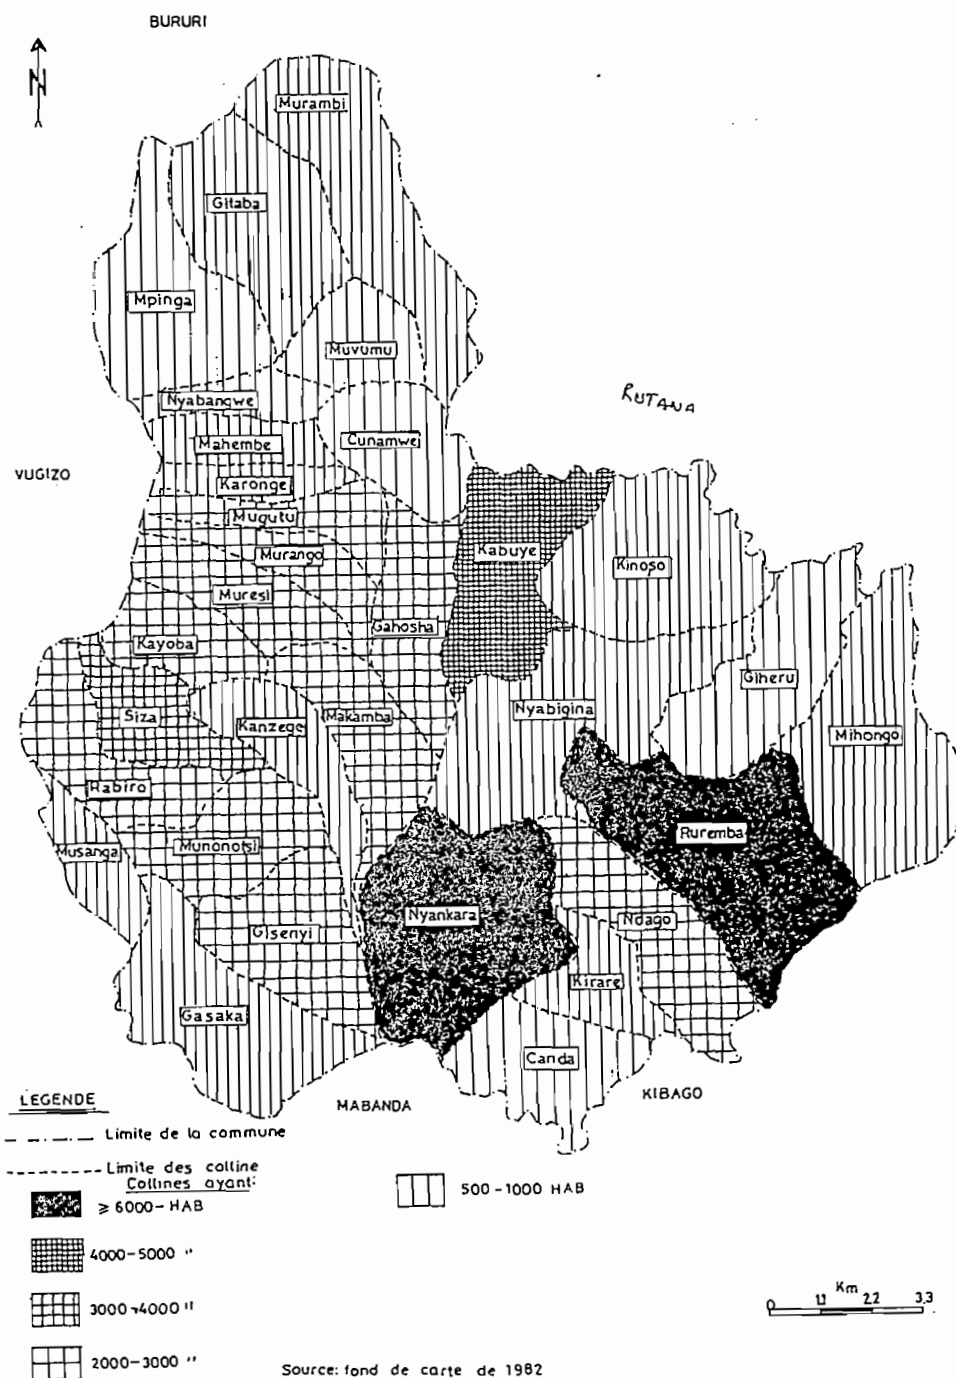 BURURI
N
Murambi
Gitaba
Mpinga
Muvumu
RUTANA
Nyabangwe
Mahembe
Cunamwe
VUGIZO
Karonge
Mugutu
Murango
Kabuye
Kinoso
Muresi
Gahosha
Kayoba
Giheru
Siza
Kanzege
Makamba
Nyabigina
Mihongo
Rabiro
Musanga
Munonotsi
Ruremba
Nyankara
Ndago
Gisenyi
Kirare
Gasaka
Canda
MABANDA
KIBAGO
LEGENDE
Limite de la commune
Limite des colline
Collines ayant:
≥ 6000- HAB
500-1000 HAB
4000-5000 "
3000-4000 "
2000-3000 "
Km
0 1,1 2,2 3,3
Source: fond de carte de 1982